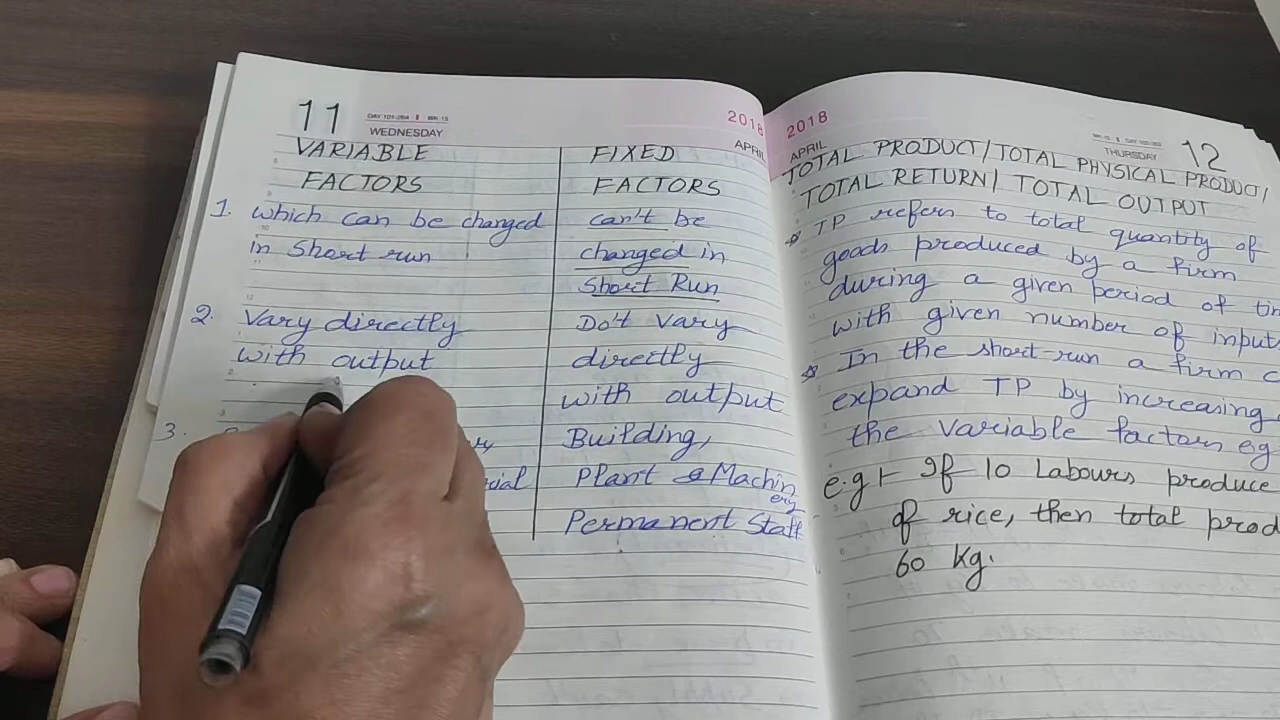 11
WEDNESDAY
2018
APRIL
VARIABLE
FACTORS
FIXED
FACTORS
1. which can be changed
in Short run
can't be
changed in
Short Run
2. Vary directly
with output
Do't vary
directly
with output
3.
Building,
Plant & Machin
ery
Permanent Staff
2018
APRIL
THURSDAY
12
TOTAL PRODUCT/TOTAL PHYSICAL PRODUCT/
TOTAL RETURN/ TOTAL OUTPUT
TP refers to total quantity of
goods produced by a firm
during a given period of
with given number of inputs
In the short-run a firm
expand TP by increasing
the variable factors eg
e.g:- If 10 Labours produce
of rice, then total
60 kg.